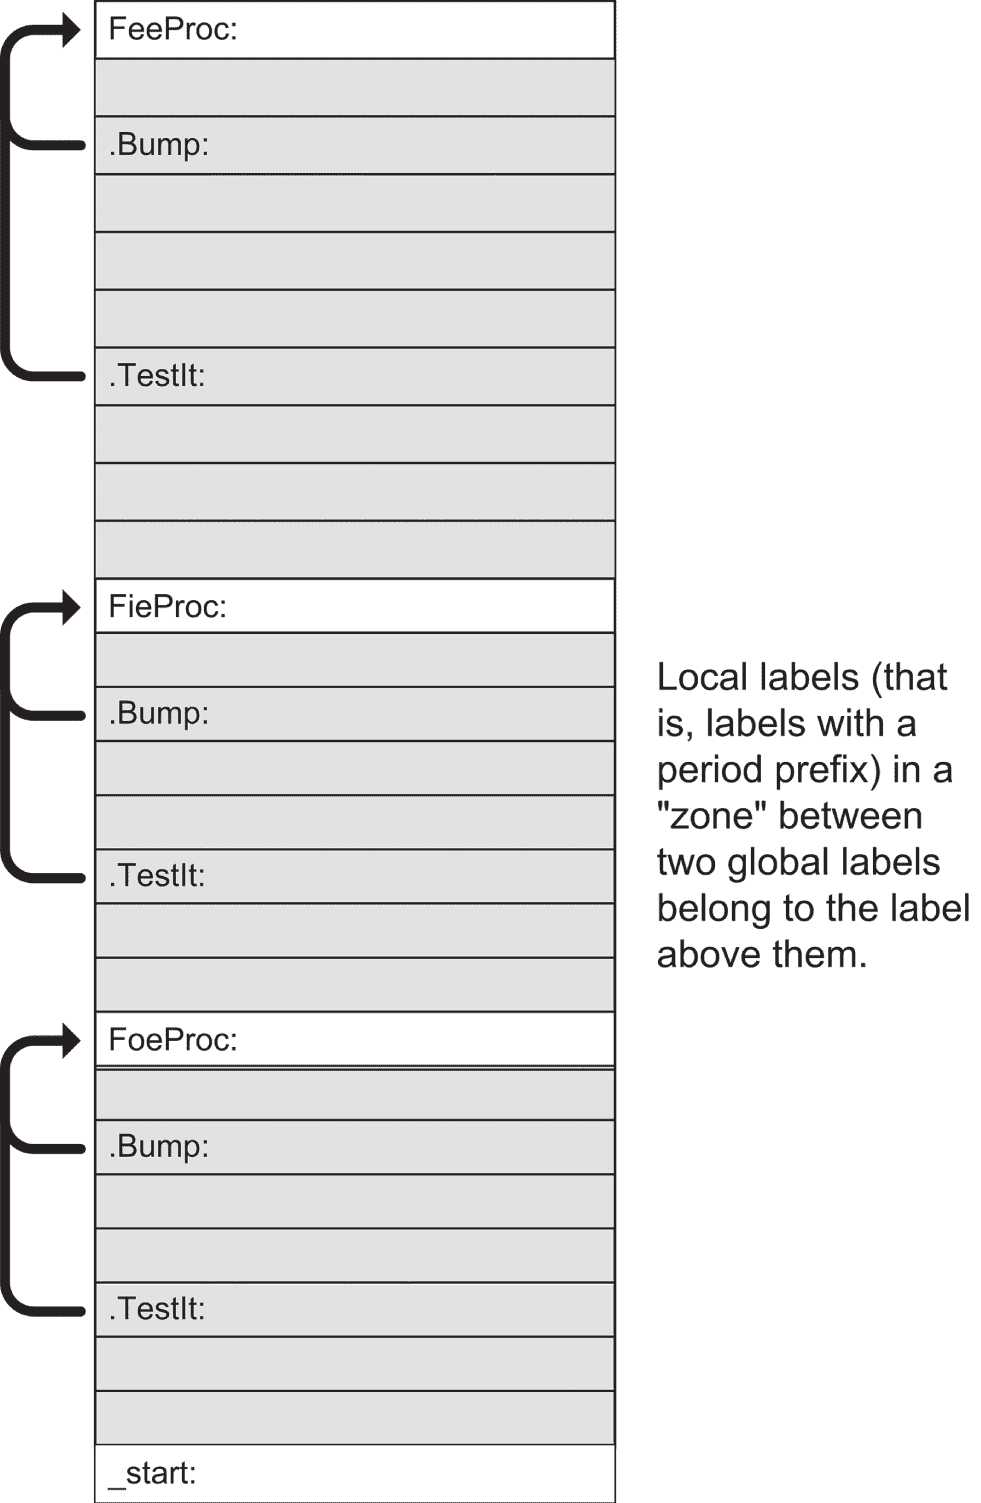 FeeProc:
.Bump:
.TestIt:
FieProc:
.Bump:
.TestIt:
Local labels (that
is, labels with a
period prefix) in a
"zone" between
two global labels
belong to the label
above them.
FoeProc:
.Bump:
.TestIt:
_start: